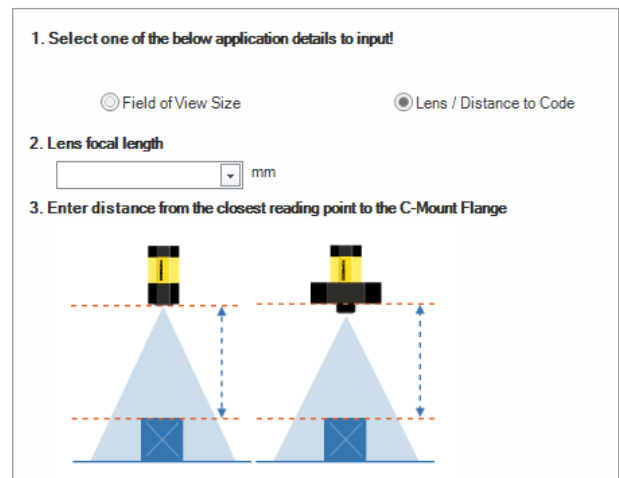 1. Select one of the below application details to input!
Field of View Size
Lens / Distance to Code
2. Lens focal length
mm
3. Enter distance from the closest reading point to the C-Mount Flange